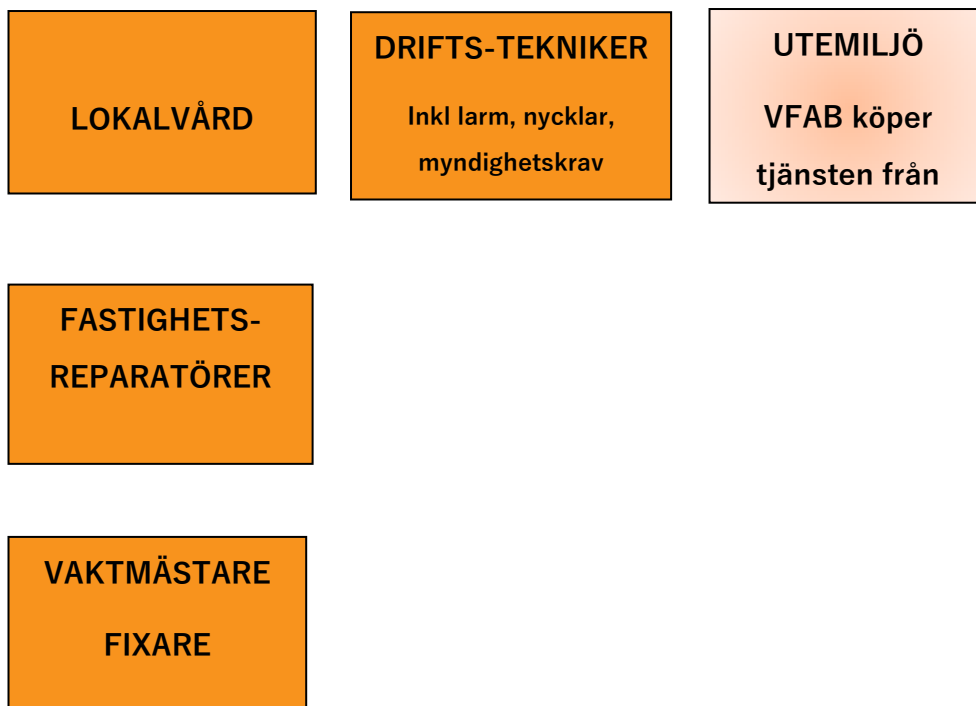 LOKALVÅRD
DRIFTS-TEKNIKER
Inkl larm, nycklar,
myndighetskrav
UTEMILJÖ
VFAB köper
tjänsten från
FASTIGHETS-
REPARATÖRER
VAKTMÄSTARE
FIXARE